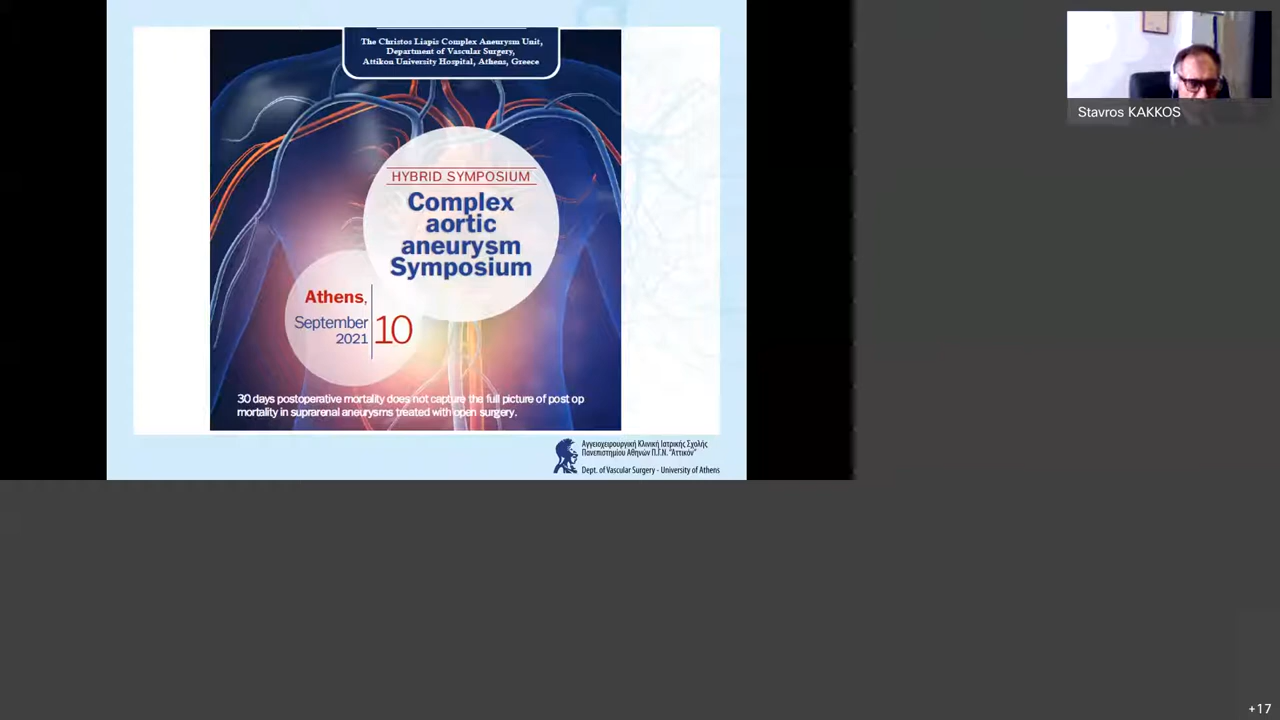 The Christos Liapis Complex Aneurysm Unit,
Department of Vascular Surgery,
Attikon University Hospital, Athens, Greece
HYBRID SYMPOSIUM
Complex
aortic
aneurysm
Symposium
Athens,
September
2021
10
30 days postoperative mortality does not capture the full picture of post op
mortality in suprarenal aneurysms treated with open surgery.
Αγγειοχειρουργική Κλινική Ιατρικής Σχολής
Πανεπιστημίου Αθηνών Π.Γ.Ν. "Αττικόν"
Dept. of Vascular Surgery - University of Athens
Stavros KAKKOS
+17